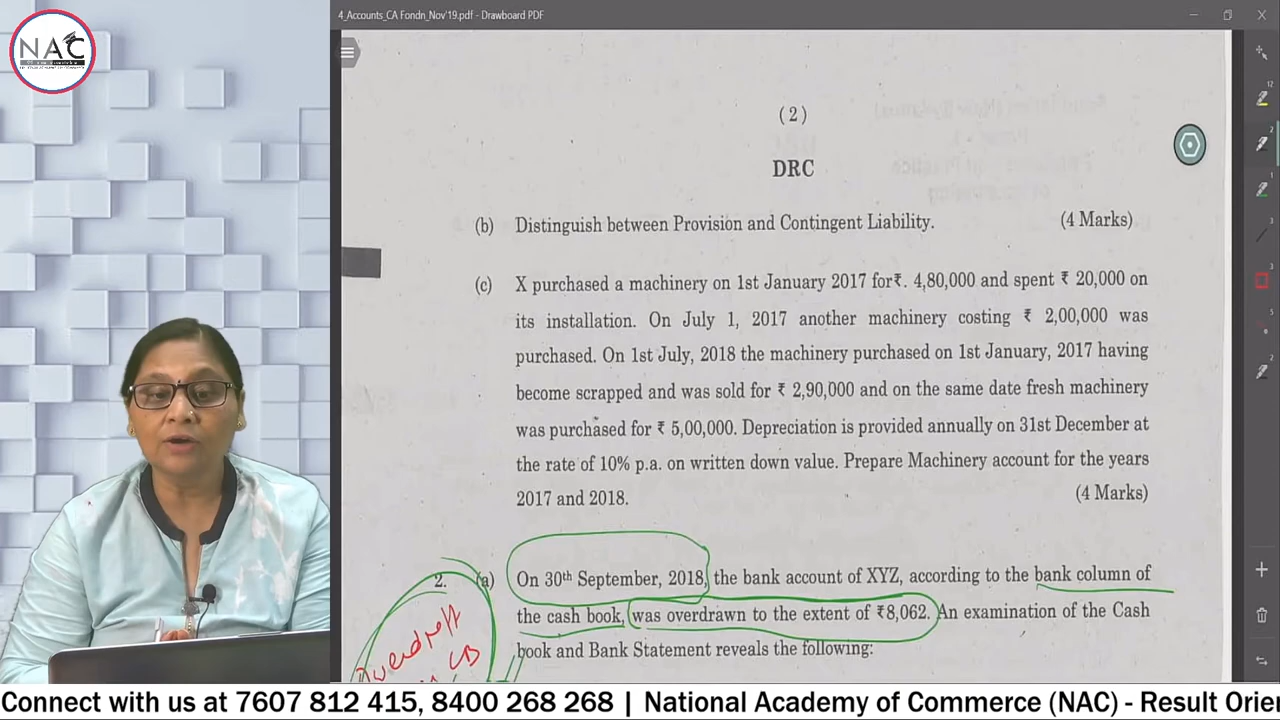 4_Accounts_CA Fondn_Nov'19.pdf - Drawboard PDF
NAC
(2)
DRC
(b) Distinguish between Provision and Contingent Liability. (4 Marks)
(c) X purchased a machinery on 1st January 2017 for₹. 4,80,000 and spent ₹ 20,000 on
its installation. On July 1, 2017 another machinery costing ₹ 2,00,000 was
purchased. On 1st July, 2018 the machinery purchased on 1st January, 2017 having
become scrapped and was sold for ₹ 2,90,000 and on the same date fresh machinery
was purchased for ₹ 5,00,000. Depreciation is provided annually on 31st December at
the rate of 10% p.a. on written down value. Prepare Machinery account for the years
2017 and 2018. (4 Marks)
2. (a) On 30th September, 2018, the bank account of XYZ, according to the bank column of
the cash book, was overdrawn to the extent of ₹8,062. An examination of the Cash
book and Bank Statement reveals the following:
Overdraft
CB
Connect with us at 7607 812 415, 8400 268 268 | National Academy of Commerce (NAC) - Result Orie